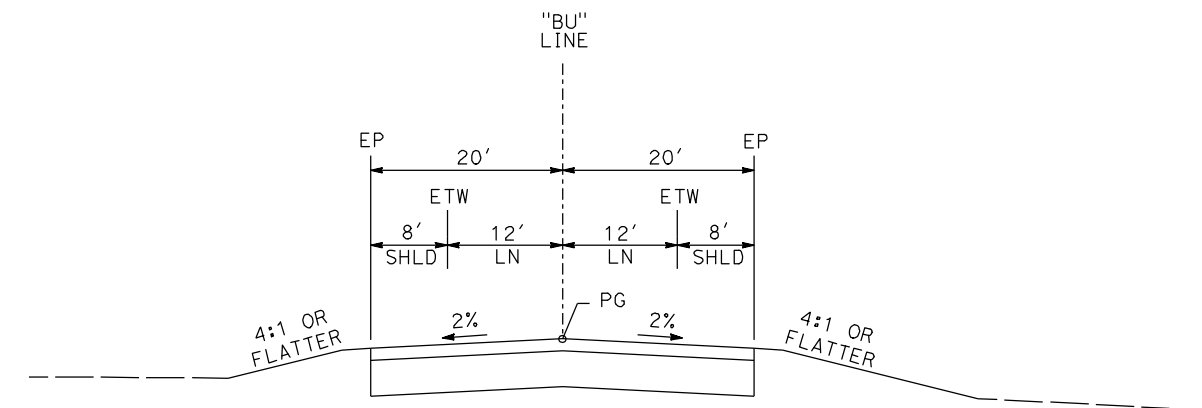 "BU"
LINE
EP
EP
20′
20′
ETW
ETW
8′
12′
12′
8′
SHLD
LN
LN
SHLD
PG
2%
2%
4:1 OR
FLATTER
4:1 OR
FLATTER